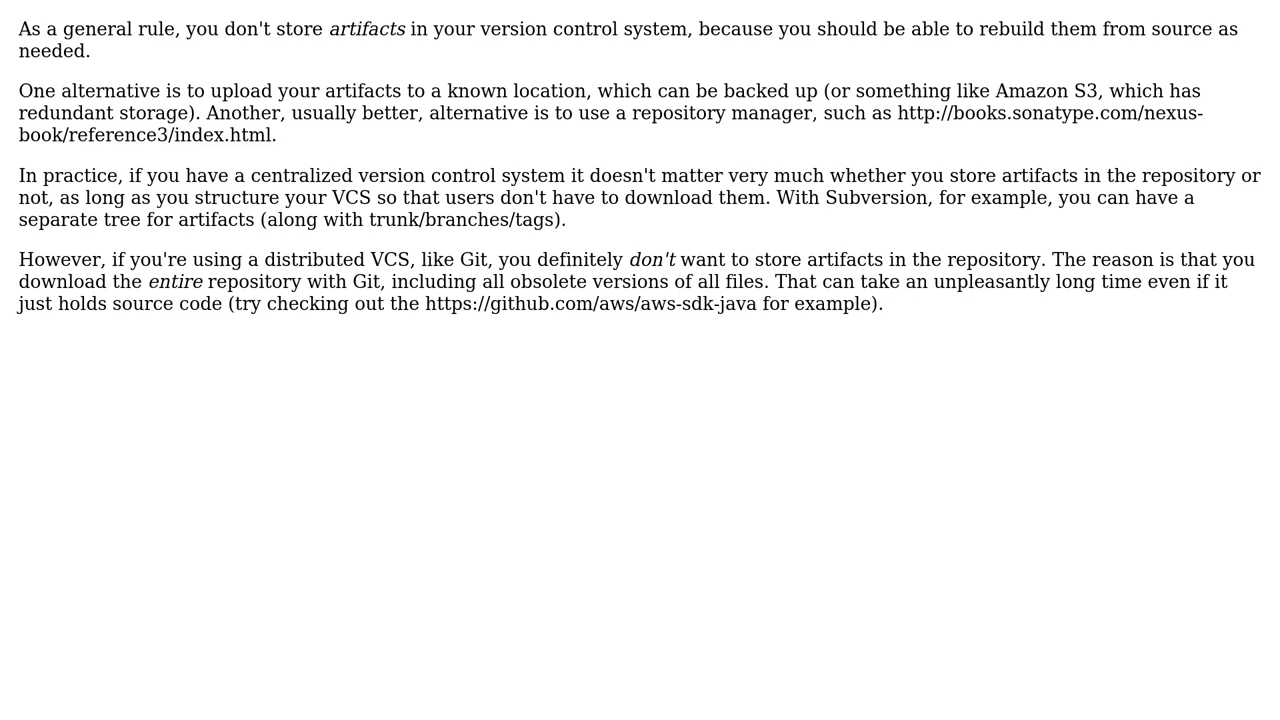 As a general rule, you don't store artifacts in your version control system, because you should be able to rebuild them from source as
needed.
One alternative is to upload your artifacts to a known location, which can be backed up (or something like Amazon S3, which has
redundant storage). Another, usually better, alternative is to use a repository manager, such as http://books.sonatype.com/nexus-
book/reference3/index.html.
In practice, if you have a centralized version control system it doesn't matter very much whether you store artifacts in the repository or
not, as long as you structure your VCS so that users don't have to download them. With Subversion, for example, you can have a
separate tree for artifacts (along with trunk/branches/tags).
However, if you're using a distributed VCS, like Git, you definitely don't want to store artifacts in the repository. The reason is that you
download the entire repository with Git, including all obsolete versions of all files. That can take an unpleasantly long time even if it
just holds source code (try checking out the https://github.com/aws/aws-sdk-java for example).